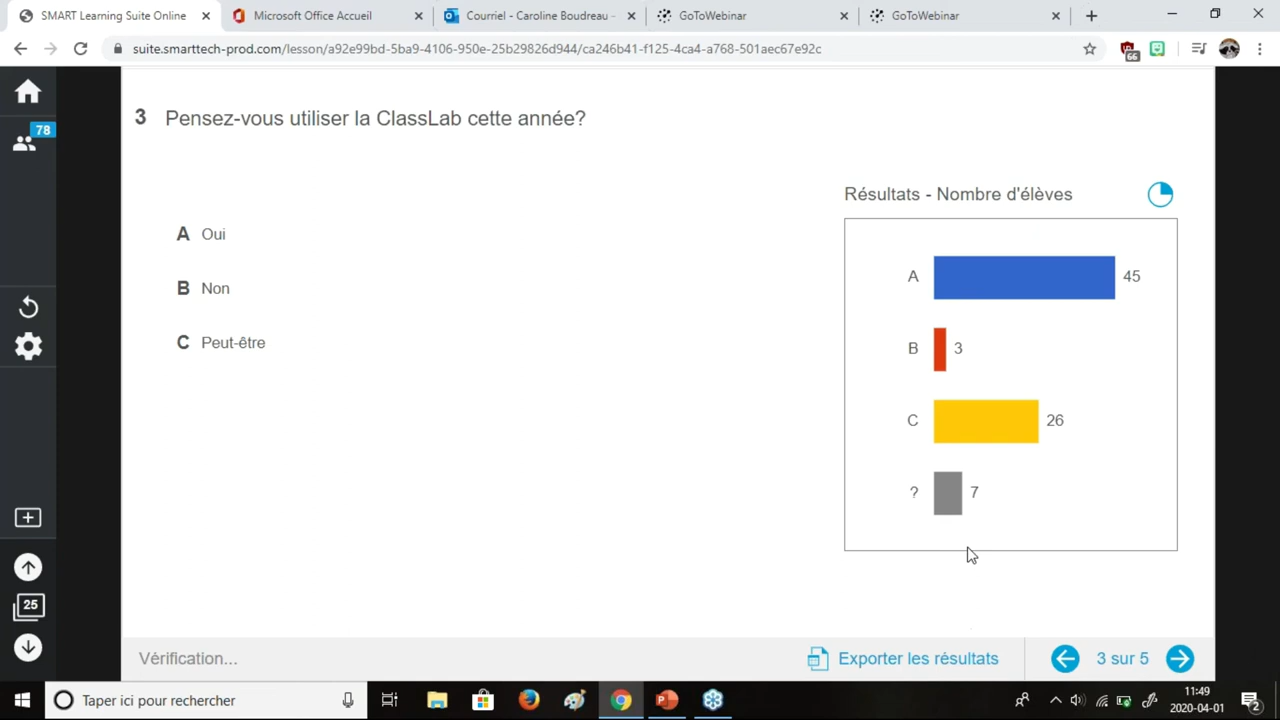 SMART Learning Suite Online
Microsoft Office Accueil
Courriel - Caroline Boudreau -
GoToWebinar
GoToWebinar
suite.smarttech-prod.com/lesson/a92e99bd-5ba9-4106-950e-25b29826d944/ca246b41-f125-4ca4-a768-501aec67e92c
66
78
3 Pensez-vous utiliser la ClassLab cette année?
Résultats - Nombre d'élèves
A Oui
B Non
C Peut-être
A 45
B 3
C 26
? 7
25
Vérification...
Exporter les résultats
3 sur 5
Taper ici pour rechercher
11:49
2020-04-01
2